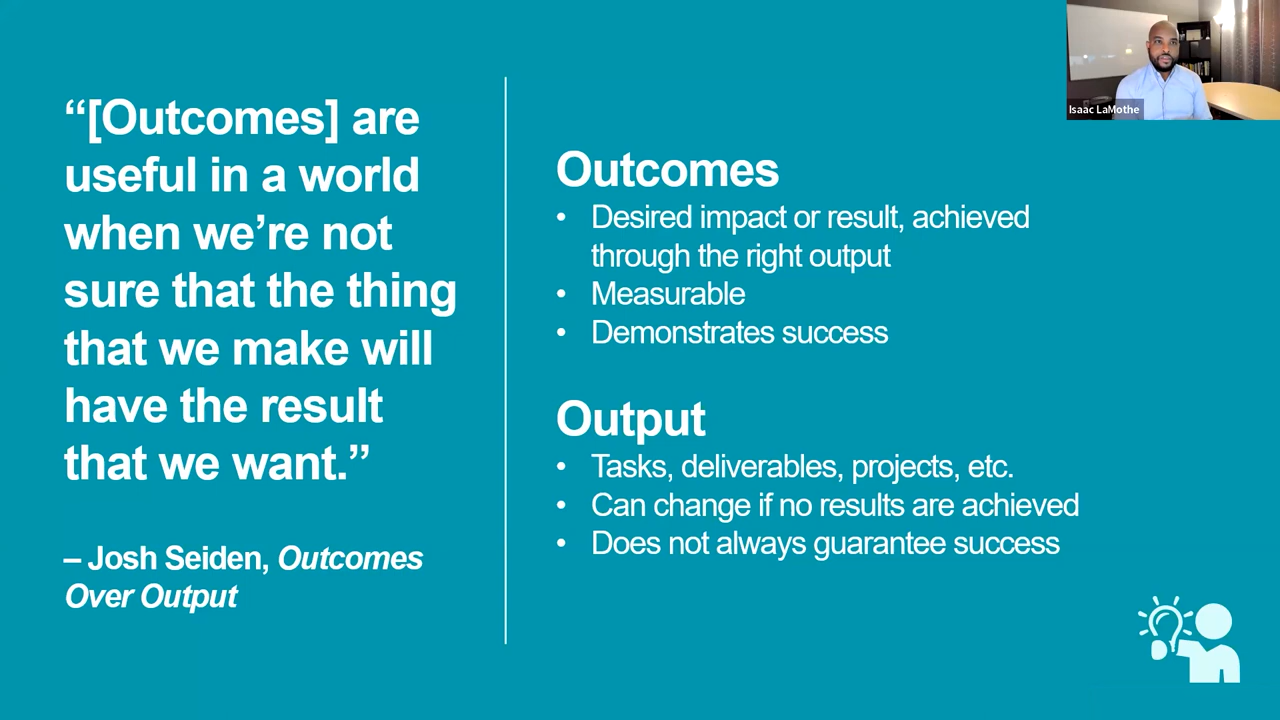 “[Outcomes] are
useful in a world
when we’re not
sure that the thing
that we make will
have the result
that we want.”
– Josh Seiden, Outcomes
Over Output
Outcomes
• Desired impact or result, achieved
through the right output
• Measurable
• Demonstrates success
Output
• Tasks, deliverables, projects, etc.
• Can change if no results are achieved
• Does not always guarantee success
Isaac LaMothe